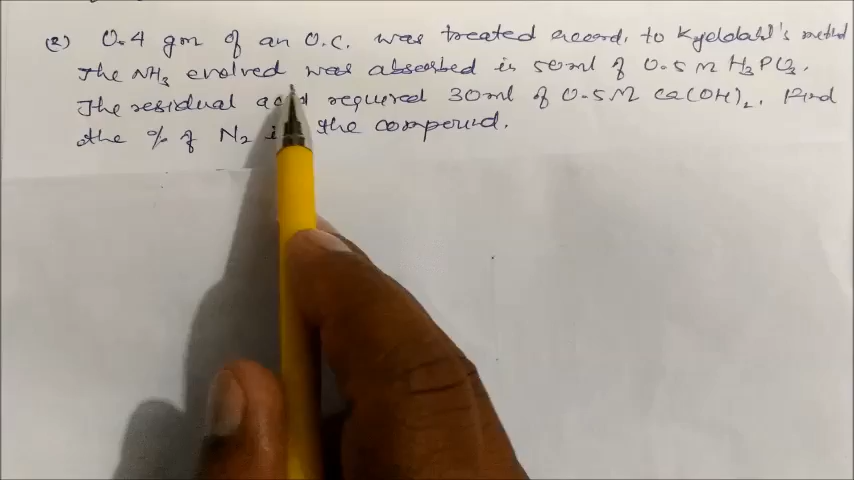 (2) 0.4 gm of an O.C. was treated accord. to Kjeldahl's method
The NH3 evolved was absorbed is 50ml of 0.5 M H3PO3.
The residual acid required 30ml of 0.5M Ca(OH)2. Find
the % of N2 i the compound.